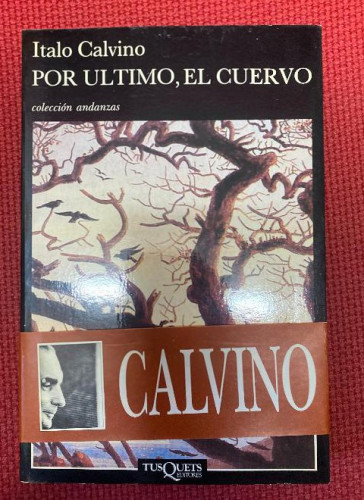 Italo Calvino
POR ULTIMO, EL CUERVO
colección andanzas
CALVINO
TUSQUETS
EDITORES